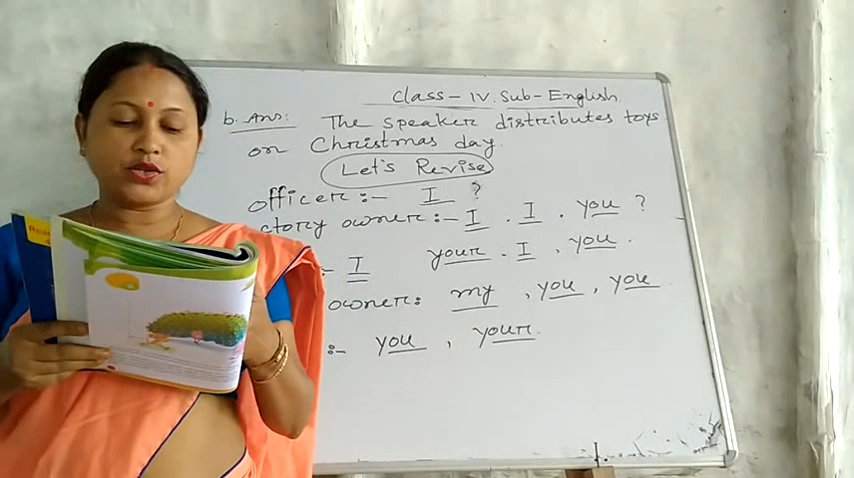 Class - IV. Sub - English.
b. Ans: The speaker distributes toys
on Christmas day.
Let's Revise
officer :- I ?
ctory owner :- I . I . you ?
:- I your . I , you .
owner : my , you , you
:- you , your .